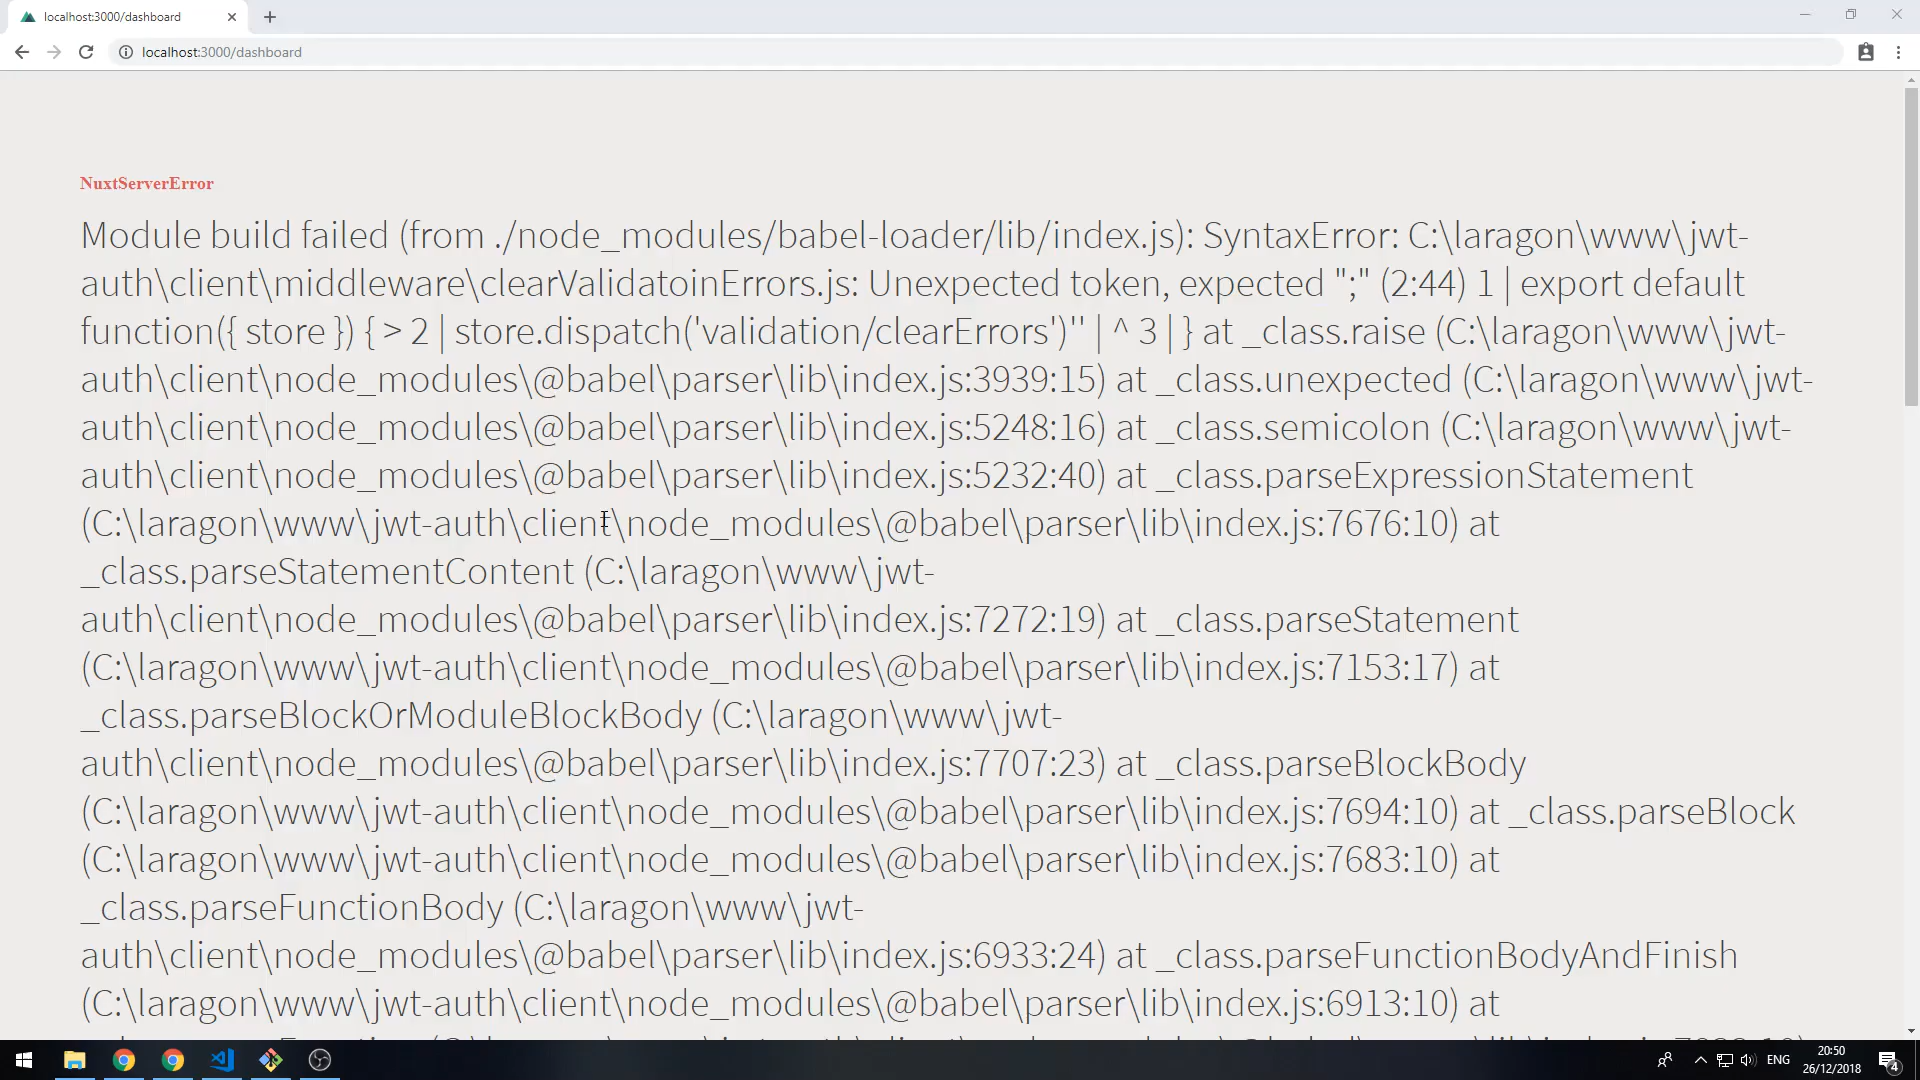 localhost:3000/dashboard
localhost:3000/dashboard
NuxtServerError
Module build failed (from ./node_modules/babel-loader/lib/index.js): SyntaxError: C:\laragon\www\jwt-
auth\client\middleware\clearValidatoinErrors.js: Unexpected token, expected ";" (2:44) 1 | export default
function({ store }) { > 2 | store.dispatch('validation/clearErrors')'' | ^ 3 | } at _class.raise (C:\laragon\www\jwt-
auth\client\node_modules\@babel\parser\lib\index.js:3939:15) at _class.unexpected (C:\laragon\www\jwt-
auth\client\node_modules\@babel\parser\lib\index.js:5248:16) at _class.semicolon (C:\laragon\www\jwt-
auth\client\node_modules\@babel\parser\lib\index.js:5232:40) at _class.parseExpressionStatement
(C:\laragon\www\jwt-auth\client\node_modules\@babel\parser\lib\index.js:7676:10) at
_class.parseStatementContent (C:\laragon\www\jwt-
auth\client\node_modules\@babel\parser\lib\index.js:7272:19) at _class.parseStatement
(C:\laragon\www\jwt-auth\client\node_modules\@babel\parser\lib\index.js:7153:17) at
_class.parseBlockOrModuleBlockBody (C:\laragon\www\jwt-
auth\client\node_modules\@babel\parser\lib\index.js:7707:23) at _class.parseBlockBody
(C:\laragon\www\jwt-auth\client\node_modules\@babel\parser\lib\index.js:7694:10) at _class.parseBlock
(C:\laragon\www\jwt-auth\client\node_modules\@babel\parser\lib\index.js:7683:10) at
_class.parseFunctionBody (C:\laragon\www\jwt-
auth\client\node_modules\@babel\parser\lib\index.js:6933:24) at _class.parseFunctionBodyAndFinish
(C:\laragon\www\jwt-auth\client\node_modules\@babel\parser\lib\index.js:6913:10) at
ENG
20:50
26/12/2018
4